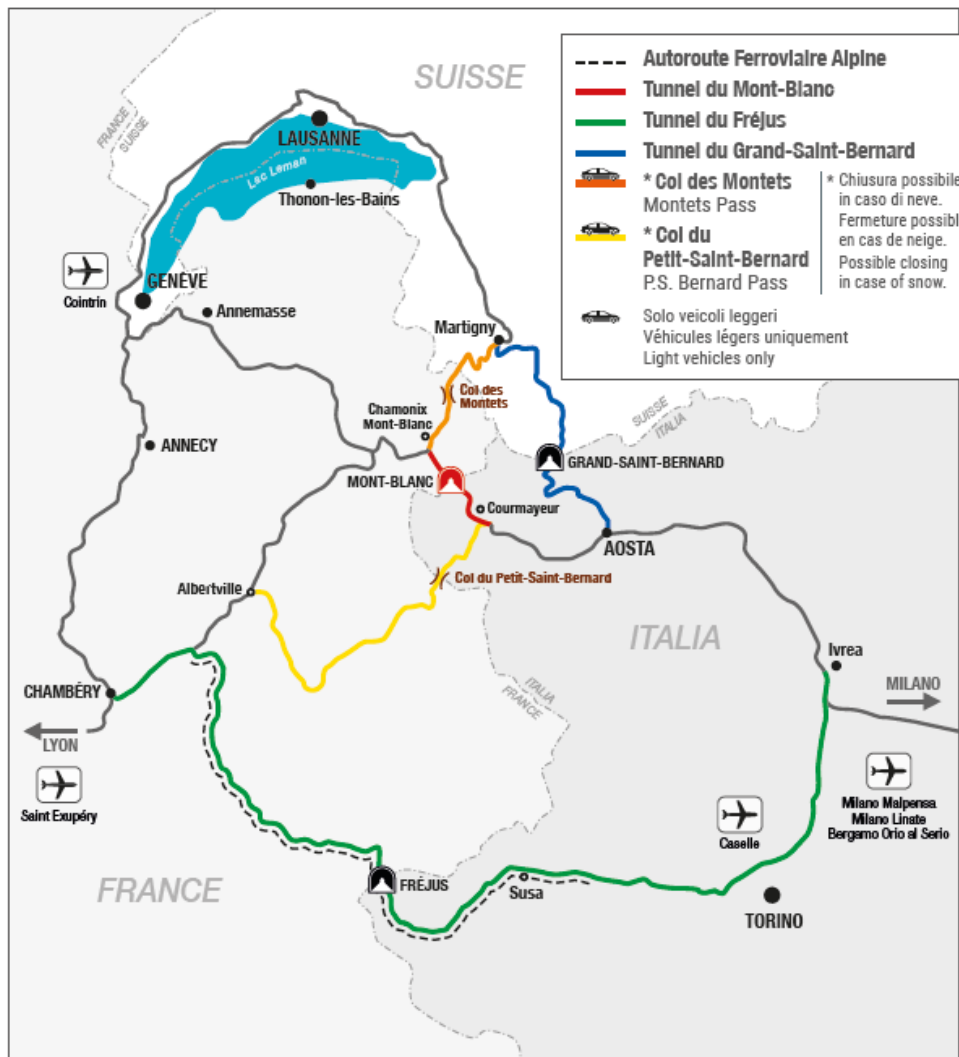 SUISSE
FRANCE
SUISSE
LAUSANNE
Lac Leman
Thonon-les-Bains
GENÈVE
Cointrin
Annemasse
Autoroute Ferroviaire Alpine
Tunnel du Mont-Blanc
Tunnel du Fréjus
Tunnel du Grand-Saint-Bernard
* Col des Montets
Montets Pass
* Col du
Petit-Saint-Bernard
P.S. Bernard Pass
* Chiusura possibile
in caso di neve.
Fermeture possibl
en cas de neige.
Possible closing
in case of snow.
Solo veicoli leggeri
Véhicules légers uniquement
Light vehicles only
Martigny
Col des
Montets
Chamonix
Mont-Blanc
SUISSE
ITALIA
ANNECY
MONT-BLANC
GRAND-SAINT-BERNARD
Courmayeur
AOSTA
Albertville
Col du Petit-Saint-Bernard
ITALIA
Ivrea
ITALIA
FRANCE
CHAMBÉRY
MILANO
LYON
Saint Exupéry
Milano Malpensa
Milano Linate
Bergamo Orio al Serio
Caselle
FRANCE
FRÉJUS
Susa
TORINO